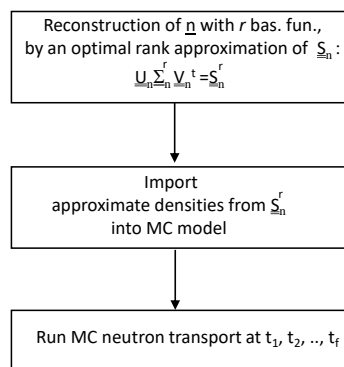 Reconstruction of n with r bas. fun.,
by an optimal rank approximation of S_n :
U_n Σ_n^r V_n^t = S_n^r
Import
approximate densities from S_n^r
into MC model
Run MC neutron transport at t_1, t_2, .., t_f